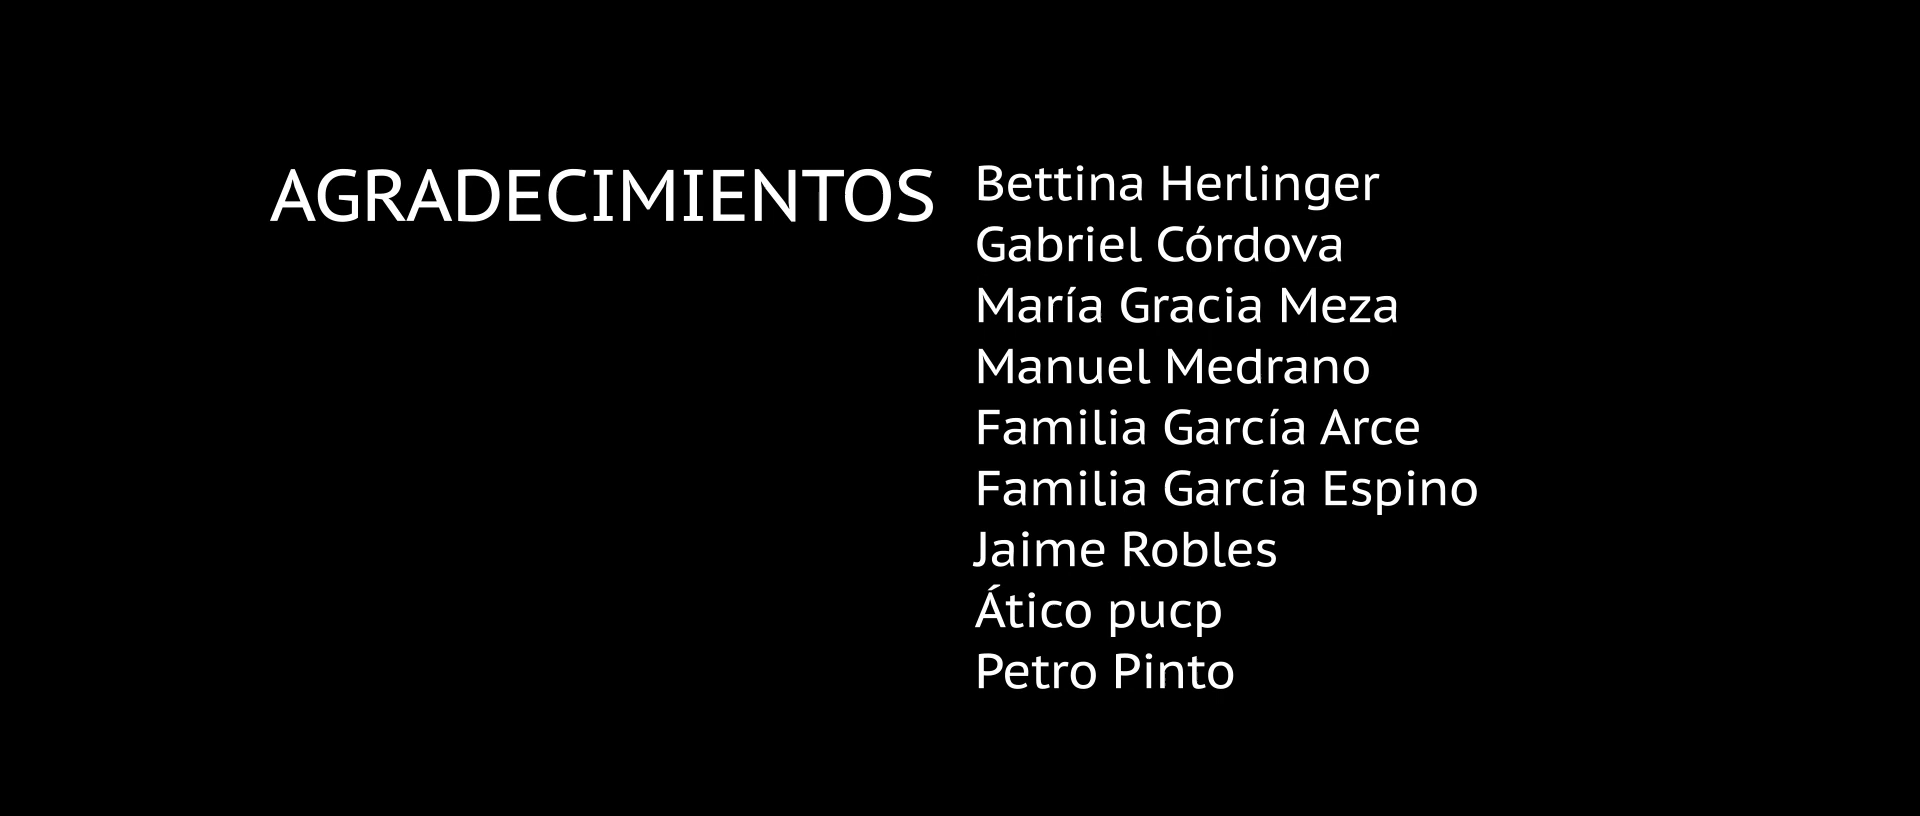 AGRADECIMIENTOS
Bettina Herlinger
Gabriel Córdova
María Gracia Meza
Manuel Medrano
Familia García Arce
Familia García Espino
Jaime Robles
Ático pucp
Petro Pinto